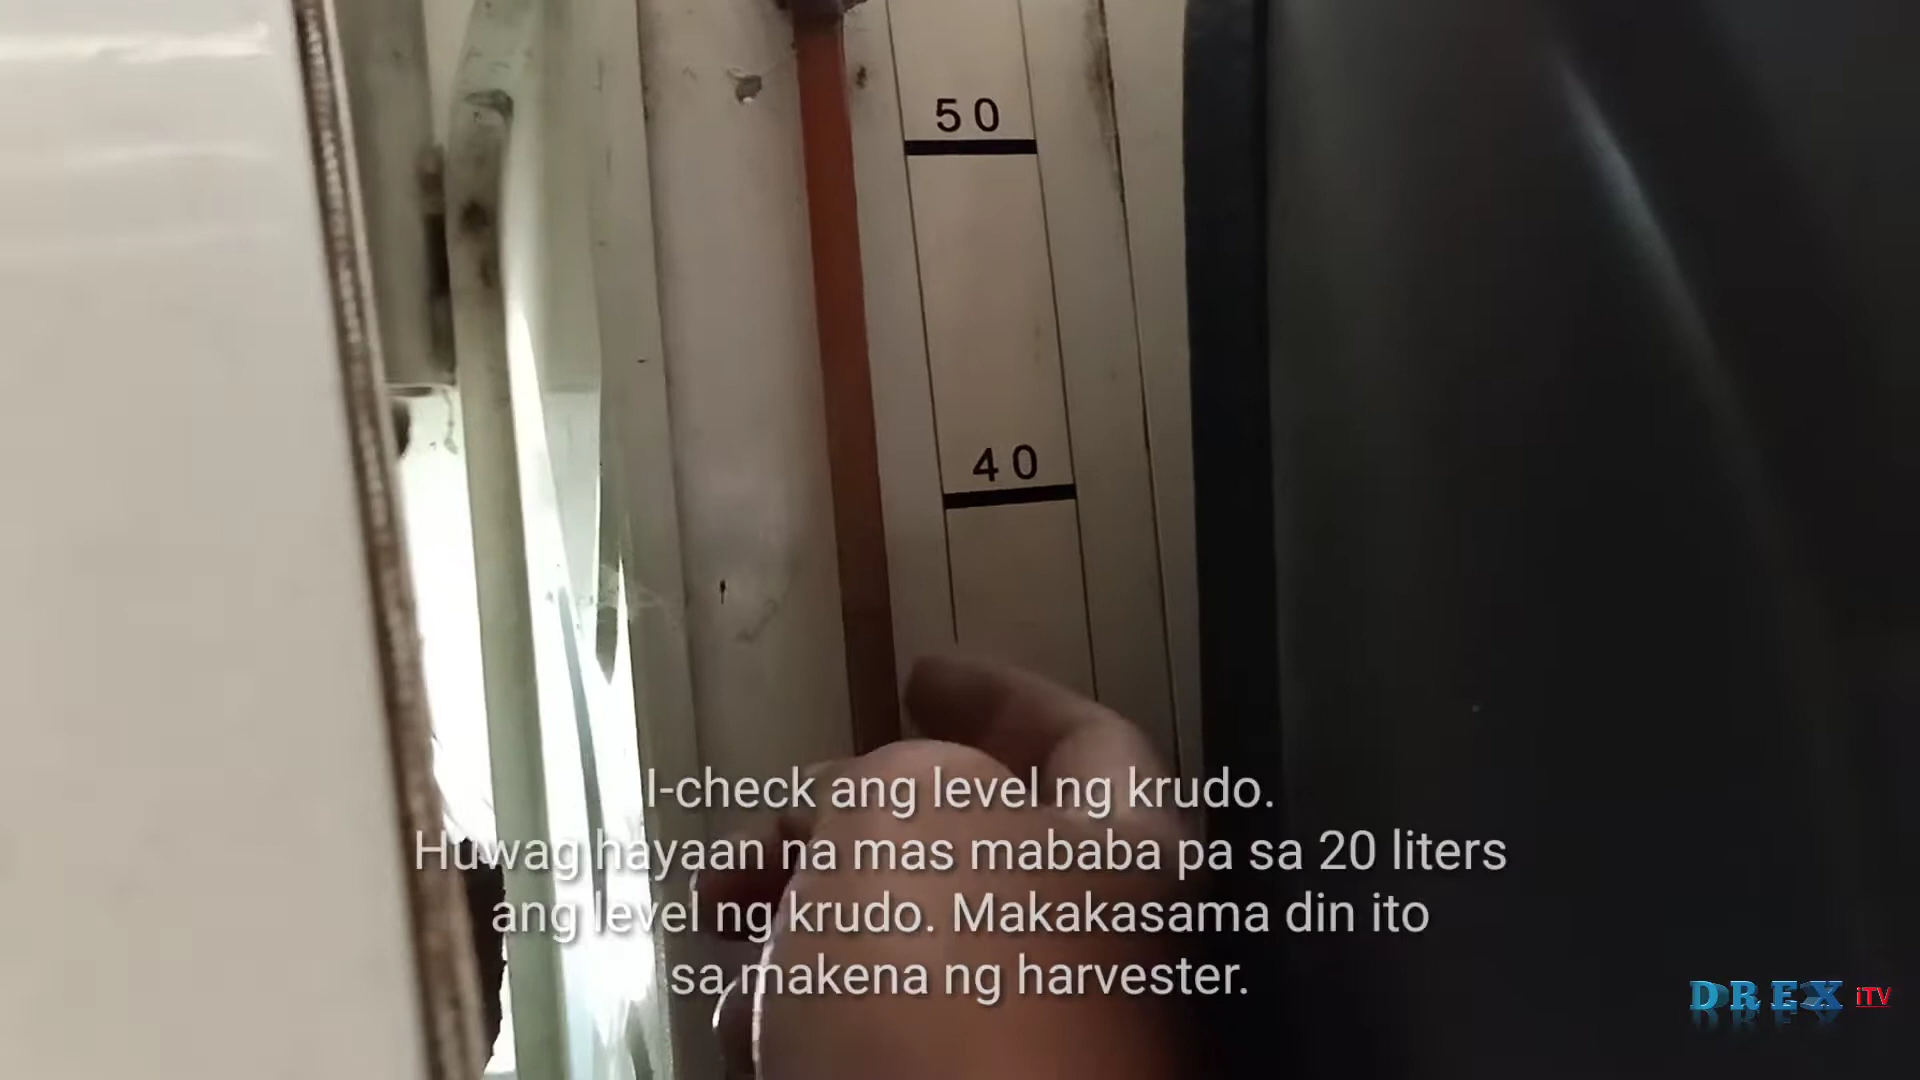 50
40
I-check ang level ng krudo.
Huwag hayaan na mas mababa pa sa 20 liters
ang level ng krudo. Makakasama din ito
sa makena ng harvester.
DREX iTV